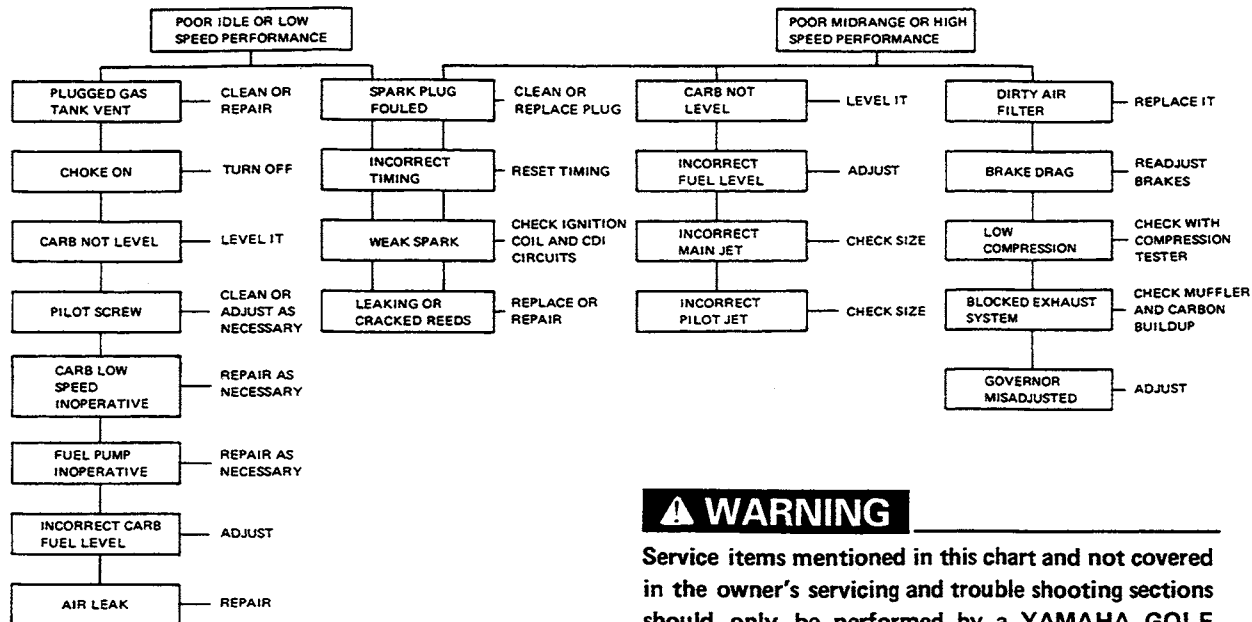 POOR IDLE OR LOW
SPEED PERFORMANCE
PLUGGED GAS
TANK VENT
CLEAN OR
REPAIR
CHOKE ON
TURN OFF
CARB NOT LEVEL
LEVEL IT
PILOT SCREW
CLEAN OR
ADJUST AS
NECESSARY
CARB LOW
SPEED
INOPERATIVE
REPAIR AS
NECESSARY
FUEL PUMP
INOPERATIVE
REPAIR AS
NECESSARY
INCORRECT CARB
FUEL LEVEL
ADJUST
AIR LEAK
REPAIR
SPARK PLUG
FOULED
CLEAN OR
REPLACE PLUG
INCORRECT
TIMING
RESET TIMING
WEAK SPARK
CHECK IGNITION
COIL AND CDI
CIRCUITS
LEAKING OR
CRACKED REEDS
REPLACE OR
REPAIR
POOR MIDRANGE OR HIGH
SPEED PERFORMANCE
CARB NOT
LEVEL
LEVEL IT
INCORRECT
FUEL LEVEL
ADJUST
INCORRECT
MAIN JET
CHECK SIZE
INCORRECT
PILOT JET
CHECK SIZE
DIRTY AIR
FILTER
REPLACE IT
BRAKE DRAG
READJUST
BRAKES
LOW
COMPRESSION
CHECK WITH
COMPRESSION
TESTER
BLOCKED EXHAUST
SYSTEM
CHECK MUFFLER
AND CARBON
BUILDUP
GOVERNOR
MISADJUSTED
ADJUST
WARNING
Service items mentioned in this chart and not covered
in the owner's servicing and trouble shooting sections
should only be performed by a YAMAHA GOLF